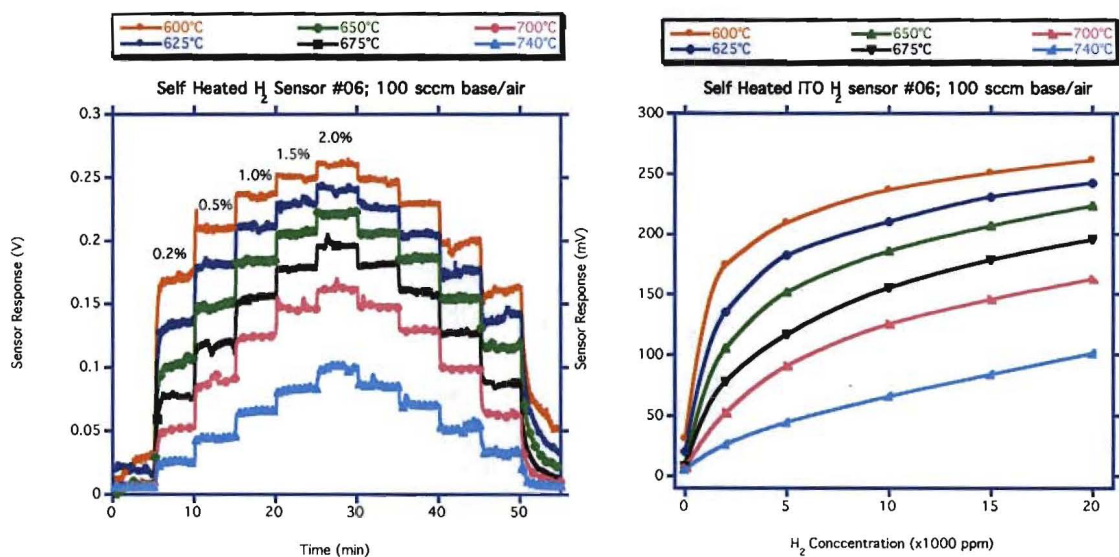 600°C 650°C 700°C
625°C 675°C 740°C
Self Heated H2 Sensor #06; 100 sccm base/air
0.3
0.25
0.2
0.15
0.1
0.05
0
Sensor Response (V)
0.2%
0.5%
1.0%
1.5%
2.0%
0 10 20 30 40 50
Time (min)
600°C 650°C 700°C
625°C 675°C 740°C
Self Heated ITO H2 sensor #06; 100 sccm base/air
300
250
200
150
100
50
0
Sensor Response (mV)
0 5 10 15 20
H2 Conccentration (x1000 ppm)